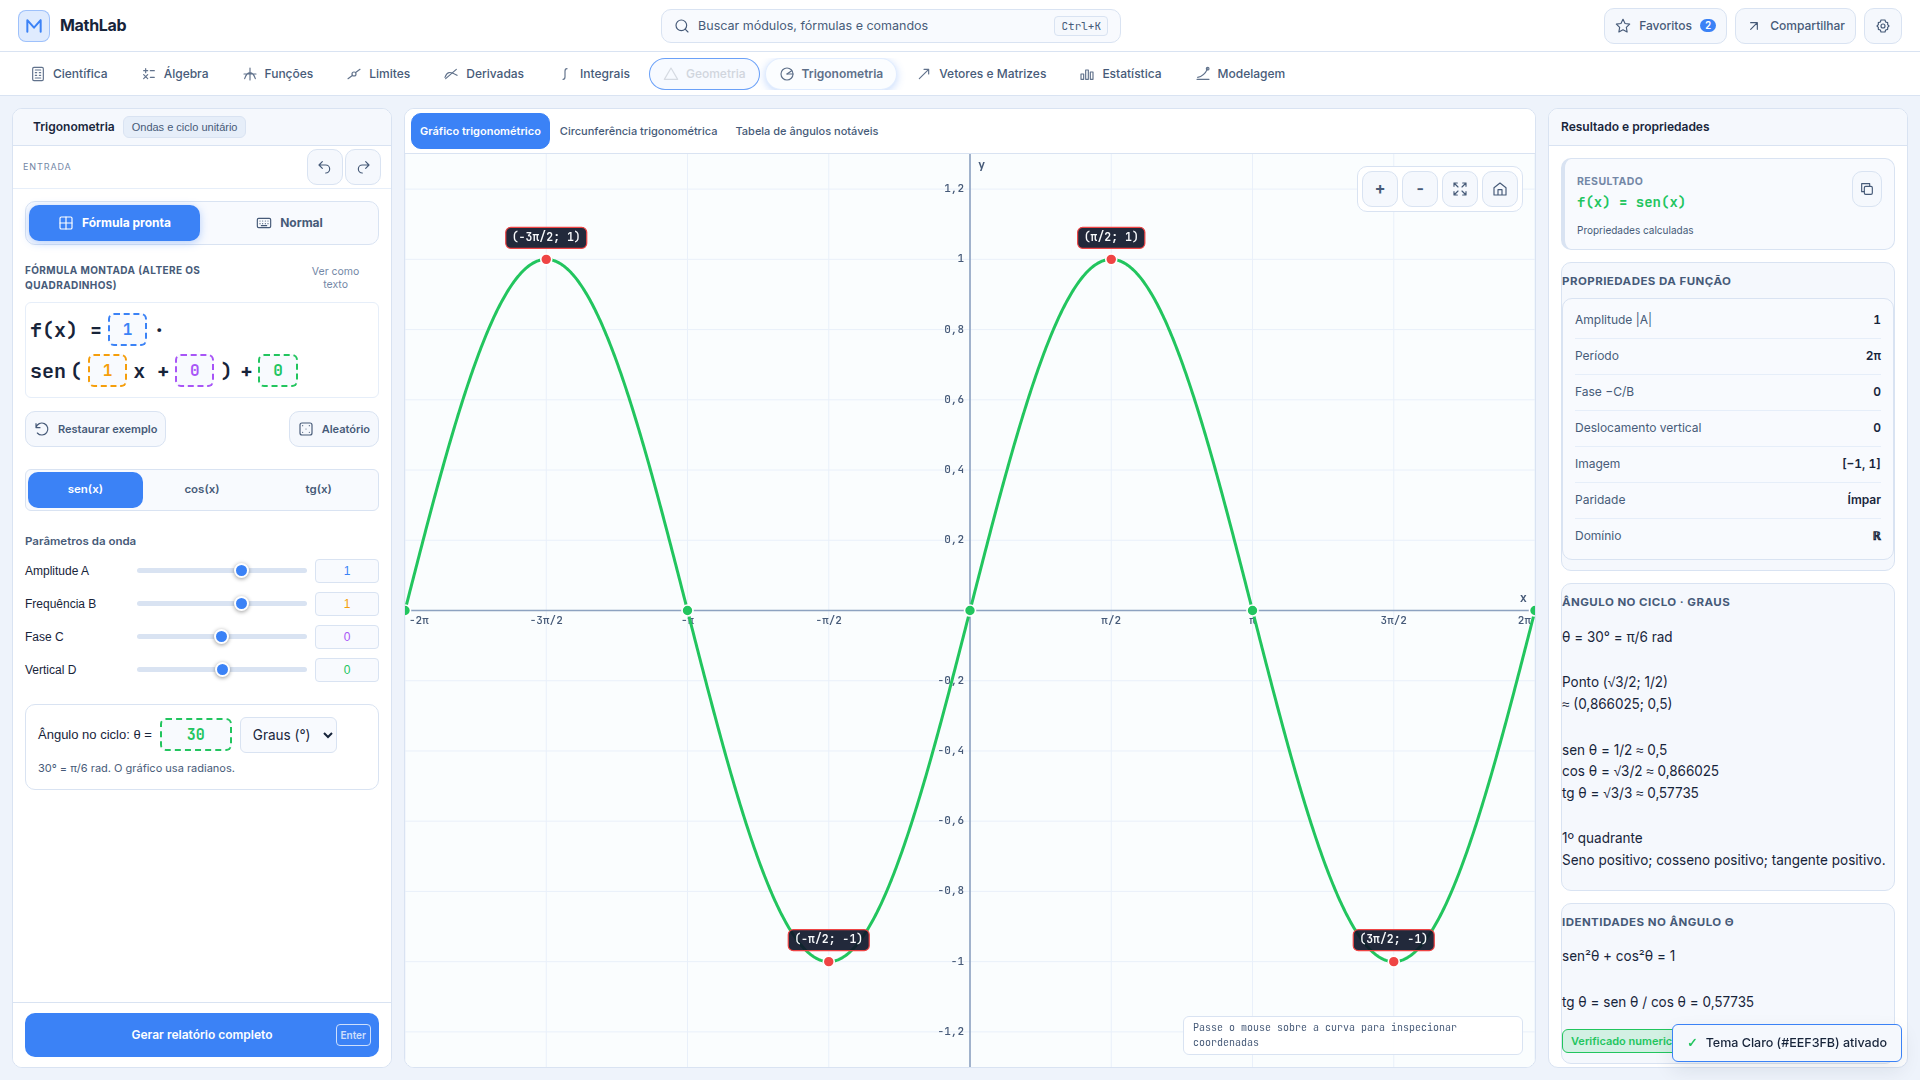 MathLab
Buscar módulos, fórmulas e comandos
Ctrl+K
Favoritos 2
Compartilhar
Científica
Álgebra
Funções
Limites
Derivadas
Integrais
Geometria
Trigonometria
Vetores e Matrizes
Estatística
Modelagem
Trigonometria
Ondas e ciclo unitário
ENTRADA
Fórmula pronta
Normal
FÓRMULA MONTADA (ALTERE OS
QUADRADINHOS)
Ver como
texto
f(x) = 1 ·
sen ( 1 x + 0 ) + 0
Restaurar exemplo
Aleatório
sen(x)
cos(x)
tg(x)
Parâmetros da onda
Amplitude A 1
Frequência B 1
Fase C 0
Vertical D 0
Ângulo no ciclo: θ = 30 Graus (°)
30° = π/6 rad. O gráfico usa radianos.
Gerar relatório completo
Enter
Gráfico trigonométrico
Circunferência trigonométrica
Tabela de ângulos notáveis
y
+
-
1,2
(-3π/2; 1)
(π/2; 1)
1
0,8
0,6
0,4
0,2
x
-2π
-3π/2
-π
-π/2
π/2
π
3π/2
2π
-0,2
-0,4
-0,6
-0,8
(-π/2; -1)
(3π/2; -1)
-1
-1,2
Passe o mouse sobre a curva para inspecionar
coordenadas
Resultado e propriedades
RESULTADO
f(x) = sen(x)
Propriedades calculadas
PROPRIEDADES DA FUNÇÃO
Amplitude |A| 1
Período 2π
Fase −C/B 0
Deslocamento vertical 0
Imagem [−1, 1]
Paridade Ímpar
Domínio ℝ
ÂNGULO NO CICLO · GRAUS
θ = 30° = π/6 rad
Ponto (√3/2; 1/2)
≈ (0,866025; 0,5)
sen θ = 1/2 ≈ 0,5
cos θ = √3/2 ≈ 0,866025
tg θ = √3/3 ≈ 0,57735
1º quadrante
Seno positivo; cosseno positivo; tangente positivo.
IDENTIDADES NO ÂNGULO Θ
sen²θ + cos²θ = 1
tg θ = sen θ / cos θ = 0,57735
Verificado numeric
✓ Tema Claro (#EEF3FB) ativado